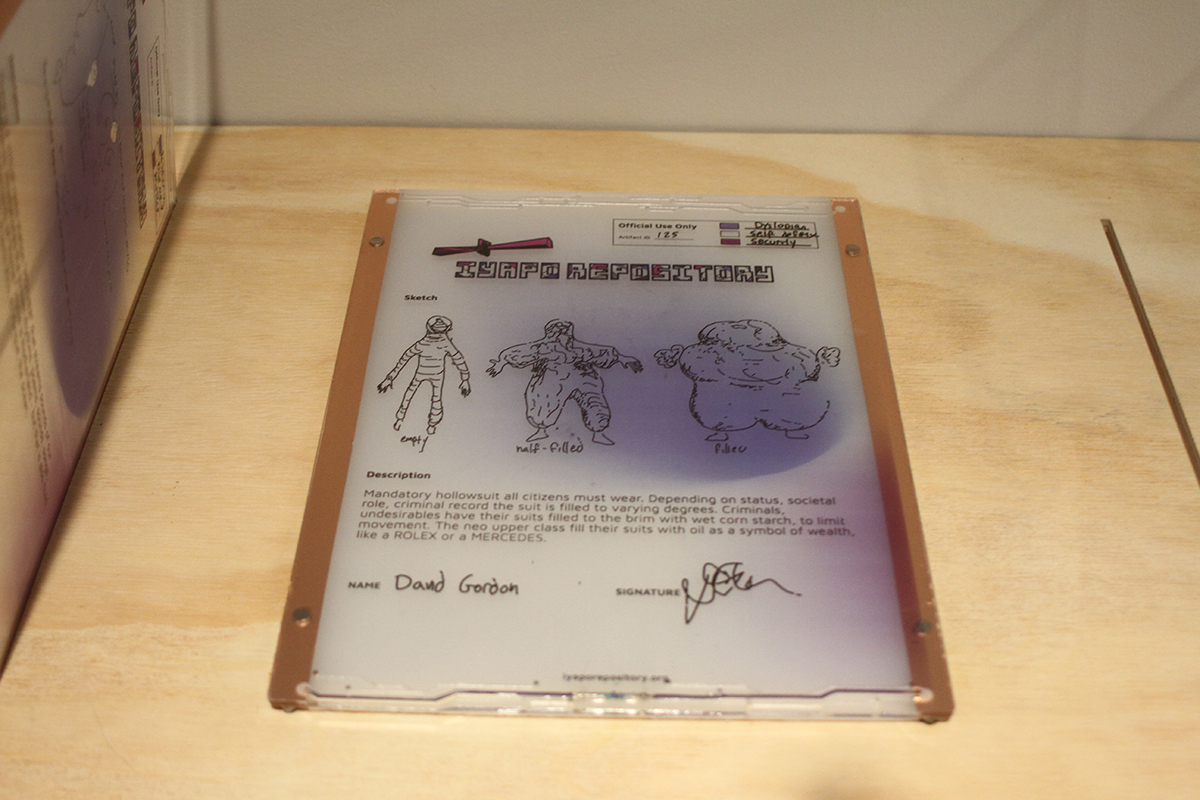 Official Use Only
Artifact ID 125
Dystopian
Security
IYAPO REPOSITORY
Sketch
empty
half-filled
filled
Description
Mandatory hollowsuit all citizens must wear. Depending on status, societal
role, criminal record the suit is filled to varying degrees. Criminals,
undesirables have their suits filled to the brim with wet corn starch, to limit
movement. The neo upper class fill their suits with oil as a symbol of wealth,
like a ROLEX or a MERCEDES.
NAME David Gordon
SIGNATURE
iyaporepository.org